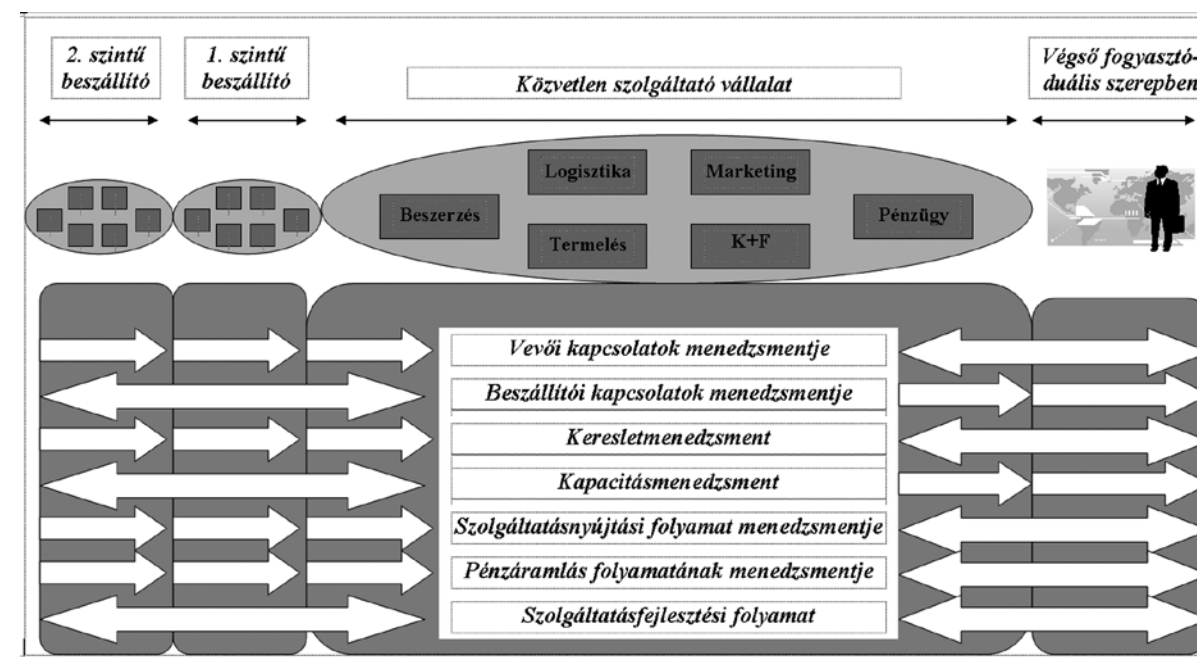 2. szintű
beszállító
1. szintű
beszállító
Közvetlen szolgáltató vállalat
Végső fogyasztó-
duális szerepben
Logisztika
Marketing
Beszerzés
Pénzügy
Termelés
K+F
Vevői kapcsolatok menedzsmentje
Beszállítói kapcsolatok menedzsmentje
Keresletmenedzsment
Kapacitásmenedzsment
Szolgáltatásnyújtási folyamat menedzsmentje
Pénzáramlás folyamatának menedzsmentje
Szolgáltatásfejlesztési folyamat